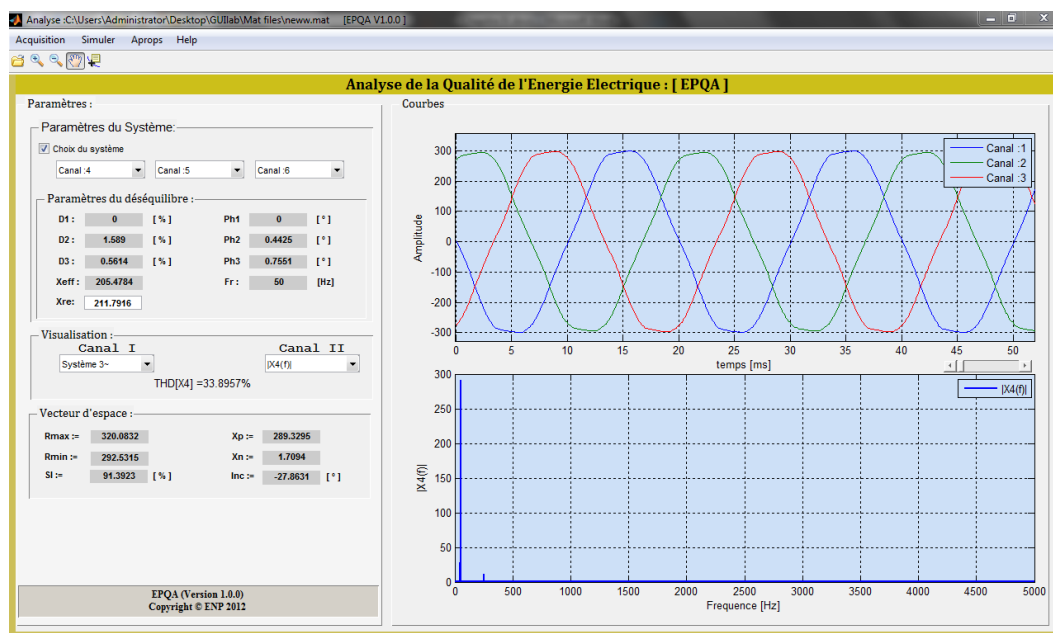 Analyse :C:\Users\Administrator\Desktop\GUIlab\Mat files\neww.mat [EPQA V1.0.0 ]
Acquisition Simuler Aprops Help
Analyse de la Qualité de l'Energie Electrique : [ EPQA ]
Paramètres :
Paramètres du Système:
Choix du système
Canal :4 Canal :5 Canal :6
Paramètres du déséquilibre :
D1 : 0 [ % ] Ph1 0 [ ° ]
D2 : 1.589 [ % ] Ph2 0.4425 [ ° ]
D3 : 0.5614 [ % ] Ph3 0.7551 [ ° ]
Xeff : 205.4784 Fr : 50 [Hz]
Xre: 211.7916
Visualisation :
Canal I Canal II
Système 3~ |X4(f)|
THD[X4] =33.8957%
Vecteur d'espace :
Rmax := 320.0832 Xp := 289.3295
Rmin := 292.5315 Xn := 1.7094
SI := 91.3923 [ % ] Inc := -27.8631 [ ° ]
EPQA (Version 1.0.0)
Copyright © ENP 2012
Courbes
Canal :1
Canal :2
Canal :3
Amplitude
300
200
100
0
-100
-200
-300
0 5 10 15 20 25 30 35 40 45 50
temps [ms]
|X4(f)|
|X4(f)|
300
250
200
150
100
50
0
0 500 1000 1500 2000 2500 3000 3500 4000 4500 5000
Frequence [Hz]